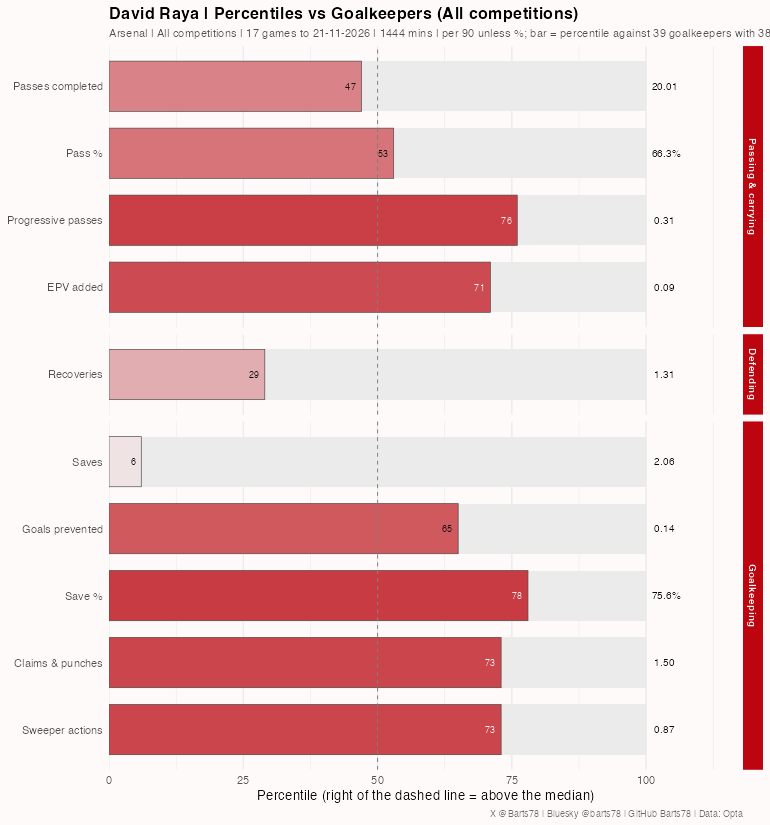 David Raya | Percentiles vs Goalkeepers (All competitions)
Arsenal | All competitions | 17 games to 21-11-2026 | 1444 mins | per 90 unless %; bar = percentile against 39 goalkeepers with 38
Passes completed 47 20.01
Pass % 53 66.3%
Progressive passes 76 0.31
EPV added 71 0.09
Passing & carrying
Recoveries 29 1.31
Defending
Saves 6 2.06
Goals prevented 65 0.14
Save % 78 75.6%
Claims & punches 73 1.50
Sweeper actions 73 0.87
Goalkeeping
0 25 50 75 100
Percentile (right of the dashed line = above the median)
X @Barts78 | Bluesky @barts78 | GitHub Barts78 | Data: Opta